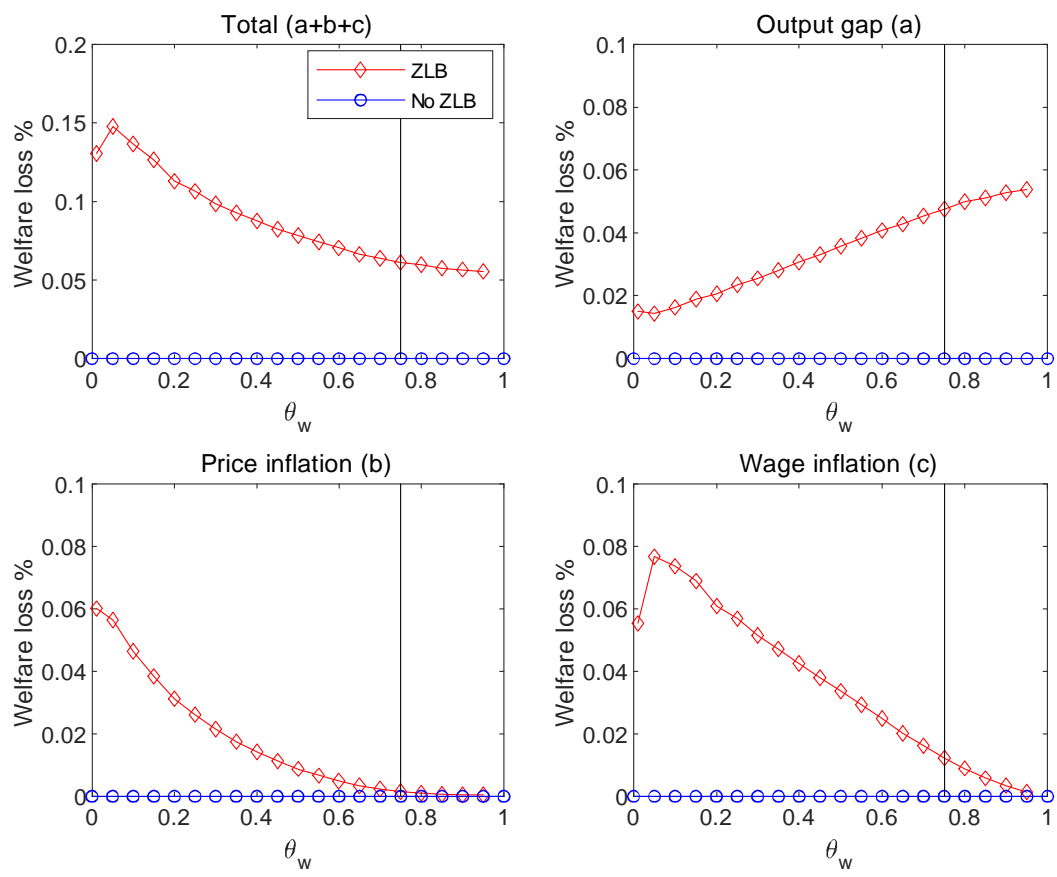 Total (a+b+c)
Welfare loss %
0.2
0.15
0.1
0.05
0
0 0.2 0.4 0.6 0.8 1
θw
ZLB
No ZLB
Output gap (a)
Welfare loss %
0.1
0.08
0.06
0.04
0.02
0
0 0.2 0.4 0.6 0.8 1
θw
Price inflation (b)
Welfare loss %
0.1
0.08
0.06
0.04
0.02
0
0 0.2 0.4 0.6 0.8 1
θw
Wage inflation (c)
Welfare loss %
0.1
0.08
0.06
0.04
0.02
0
0 0.2 0.4 0.6 0.8 1
θw